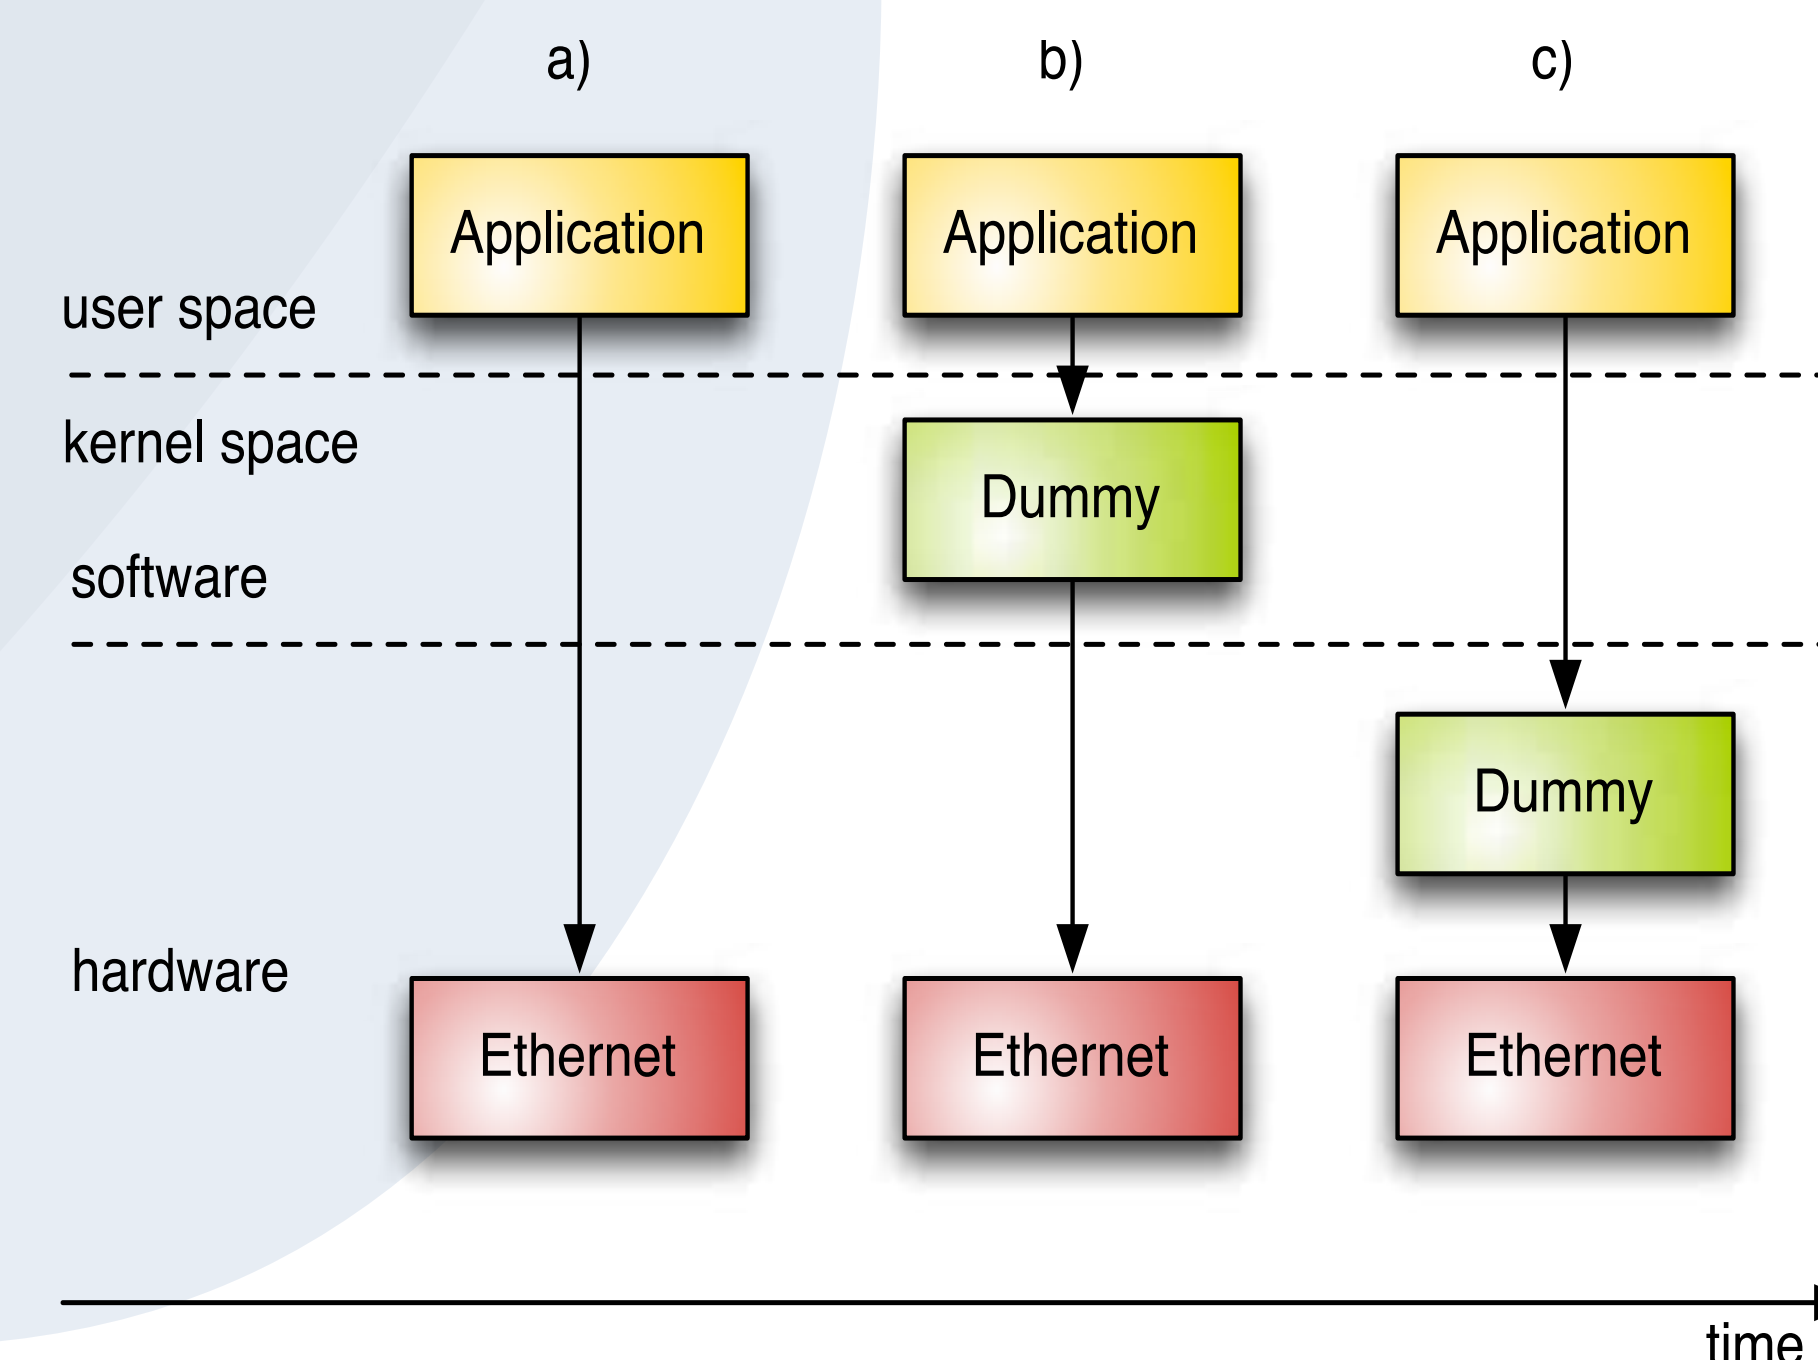 a) b) c)
Application Application Application
user space
kernel space
Dummy
software
Dummy
hardware
Ethernet Ethernet Ethernet
time